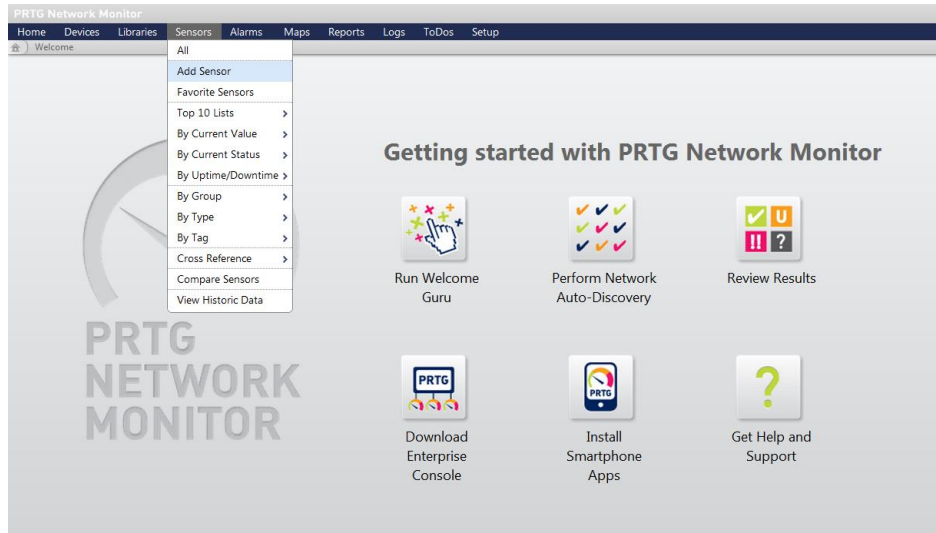 PRTG Network Monitor
Home Devices Libraries Sensors Alarms Maps Reports Logs ToDos Setup
Welcome
All
Add Sensor
Favorite Sensors
Top 10 Lists
By Current Value
By Current Status
By Uptime/Downtime
By Group
By Type
By Tag
Cross Reference
Compare Sensors
View Historic Data
Getting started with PRTG Network Monitor
Run Welcome
Guru
Perform Network
Auto-Discovery
U
!! ?
Review Results
PRTG
NETWORK
MONITOR
PRTG
Download
Enterprise
Console
PRTG
Install
Smartphone
Apps
?
Get Help and
Support